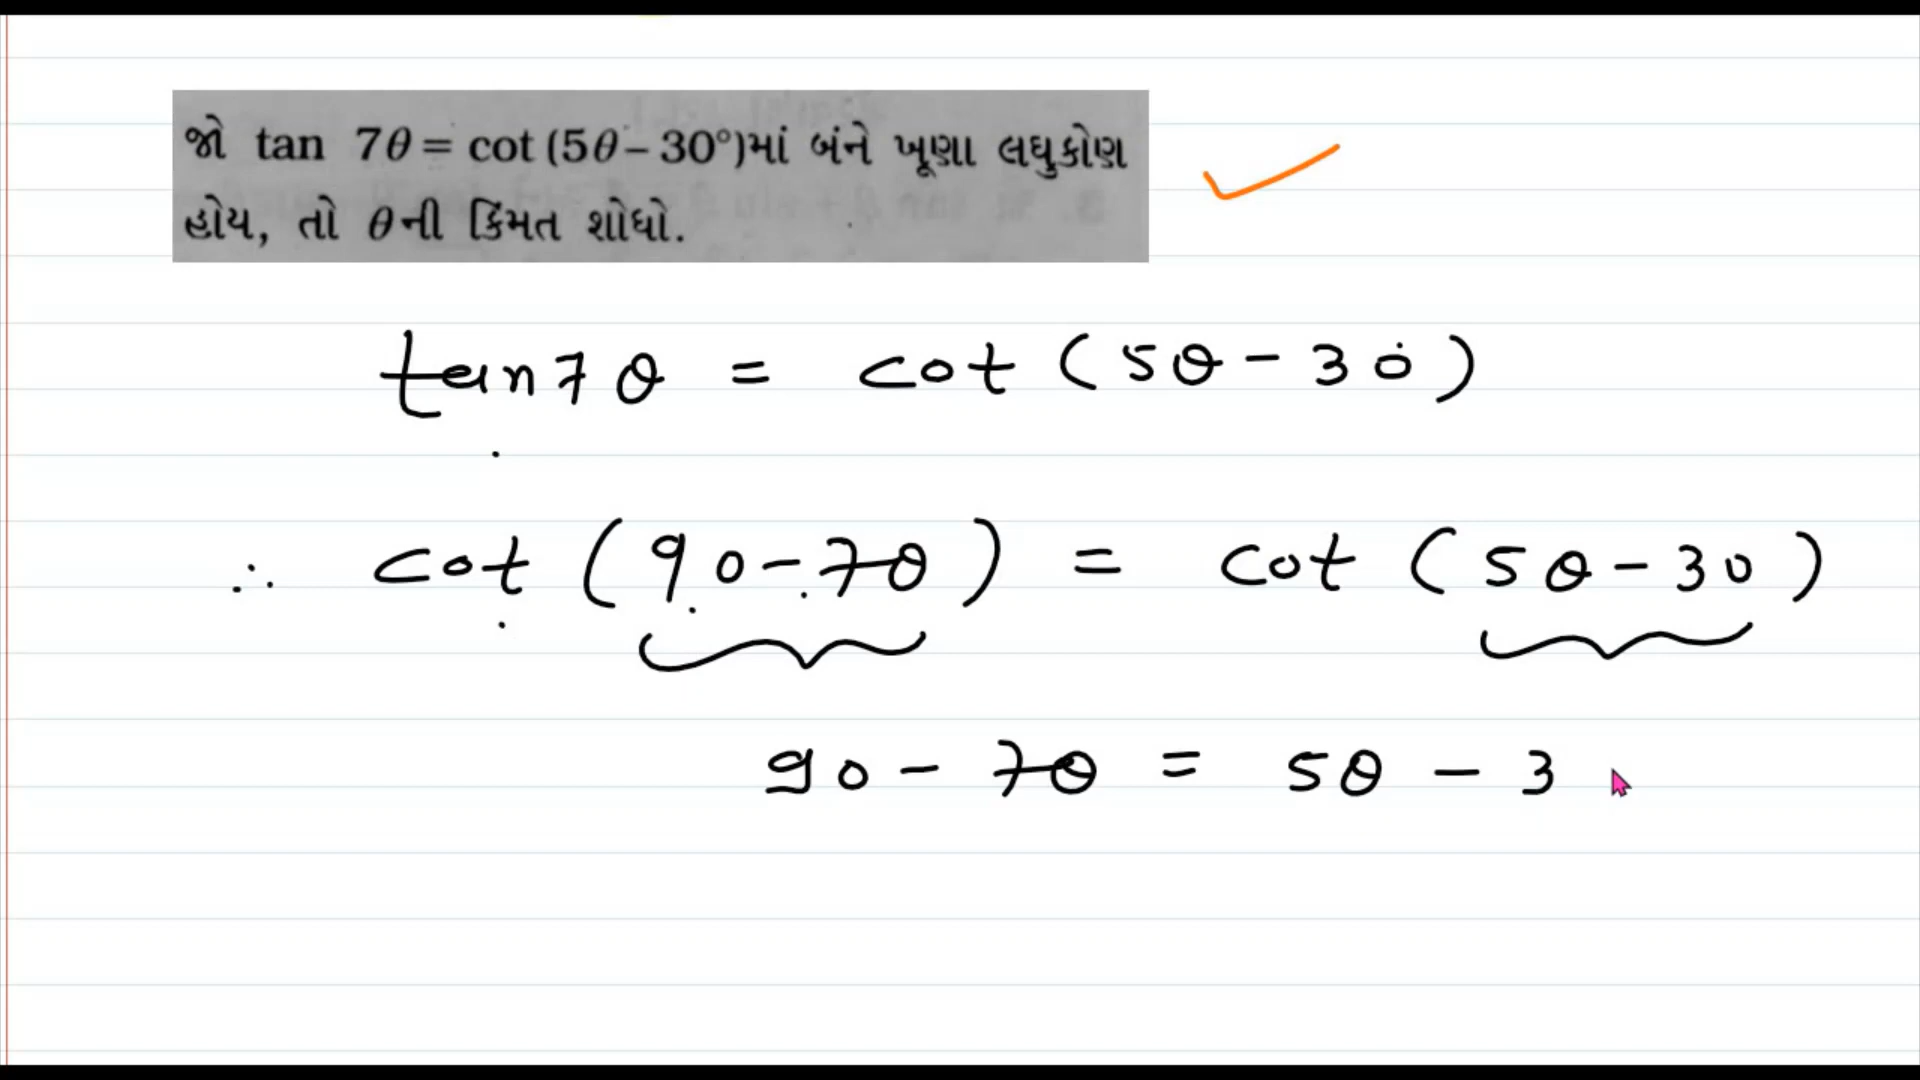 જો tan 7θ = cot (5θ – 30°)માં બંને ખૂણા લઘુકોણ
હોય, તો θની કિંમત શોધો.
tan 7θ = cot (5θ – 30°)
∴ cot (90 – 7θ) = cot (5θ – 30)
90 – 7θ = 5θ – 3